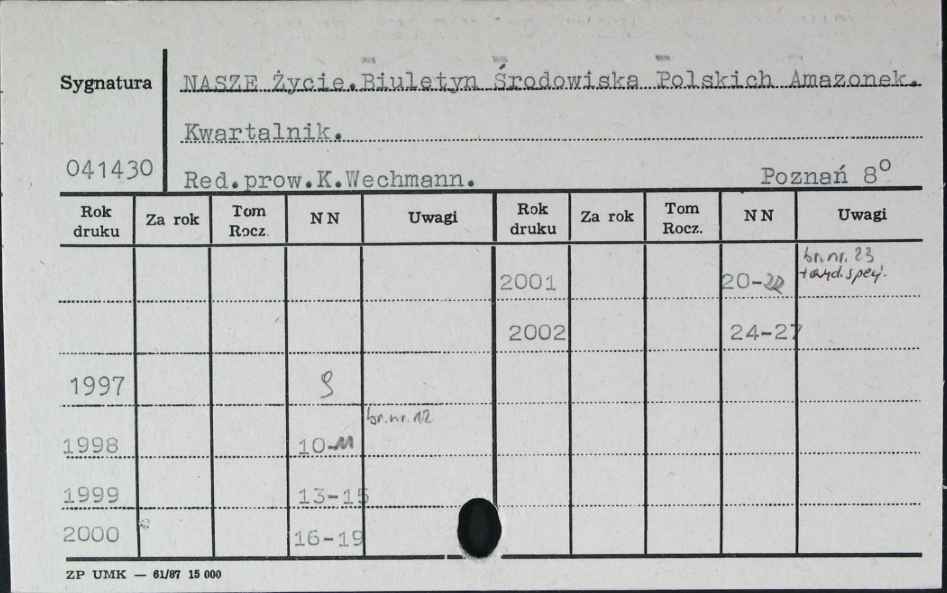 Sygnatura NASZE Życie.Biuletyn Środowiska Polskich Amazonek.
Kwartalnik.
041430 Red.prow.K.Wechmann. Poznań 8°
Rok druku Za rok Tom Rocz. NN Uwagi Rok druku Za rok Tom Rocz. NN Uwagi
2001 20-22 br. nr. 23
+ wyd. spec.
2002 24-27
1997 9
1998 10-11 br. nr. 12
1999 13-15
2000 16-19
ZP UMK — 61/87 15 000